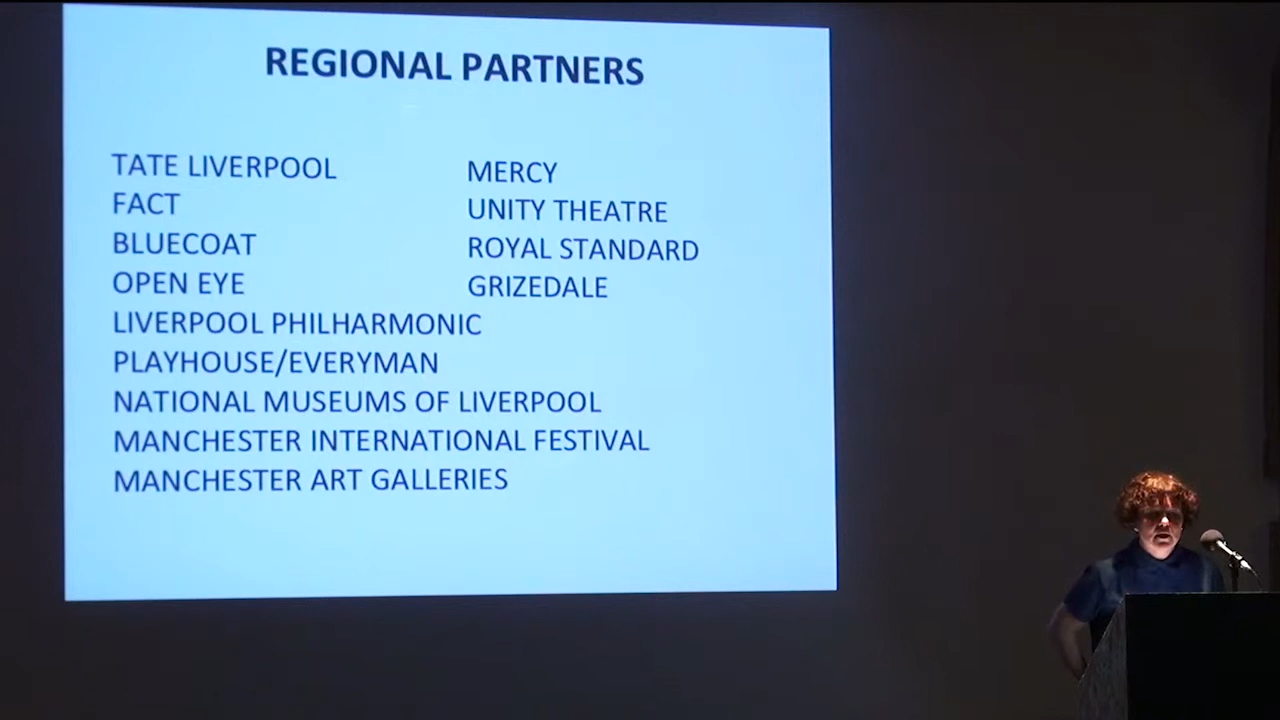 REGIONAL PARTNERS
TATE LIVERPOOL
FACT
BLUECOAT
OPEN EYE
LIVERPOOL PHILHARMONIC
PLAYHOUSE/EVERYMAN
NATIONAL MUSEUMS OF LIVERPOOL
MANCHESTER INTERNATIONAL FESTIVAL
MANCHESTER ART GALLERIES
MERCY
UNITY THEATRE
ROYAL STANDARD
GRIZEDALE